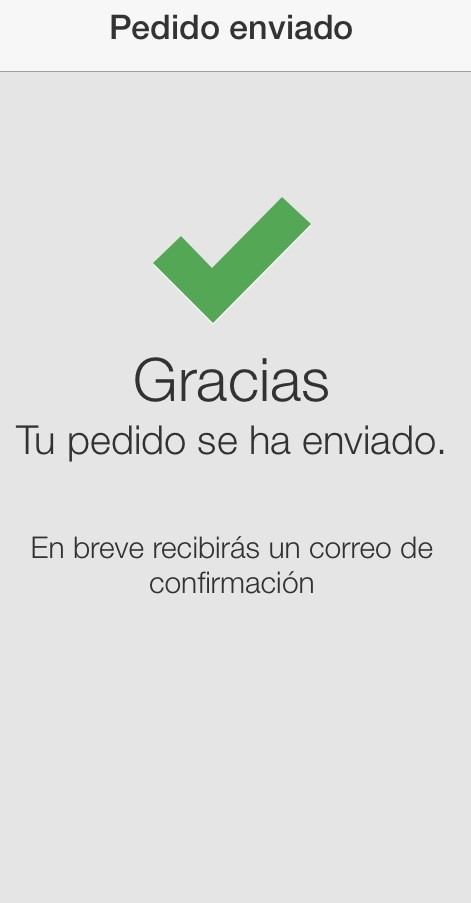 Pedido enviado
Gracias
Tu pedido se ha enviado.
En breve recibirás un correo de
confirmación